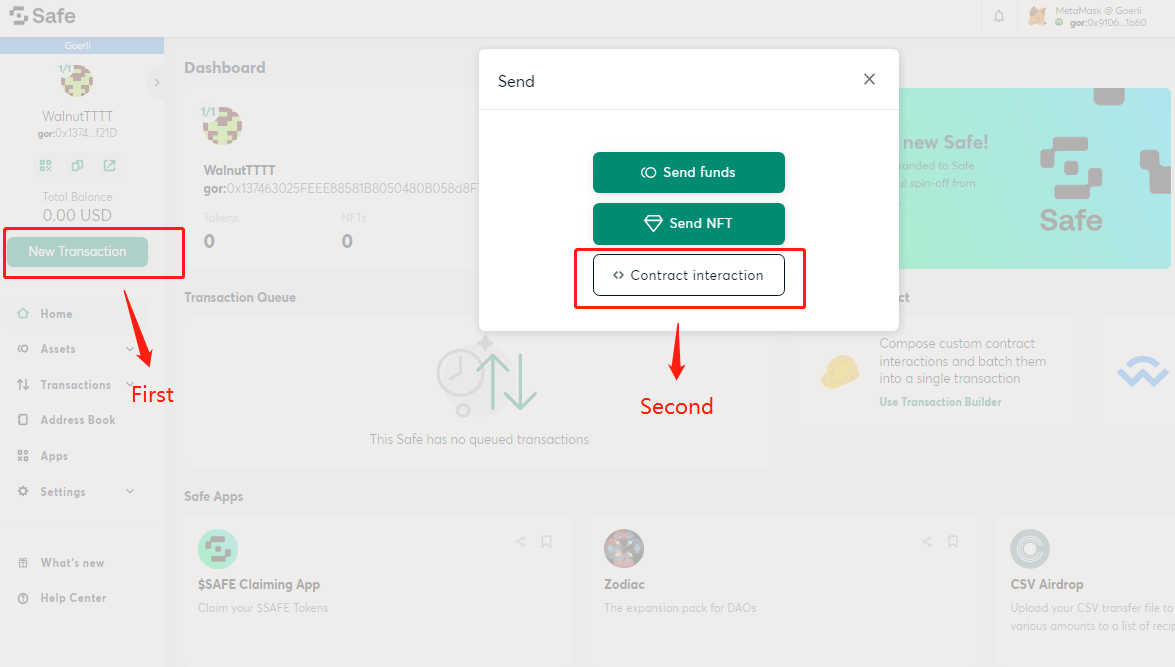 Safe
MetaMask @ Goerli
gor:0x9106...1b60
Goerli
1/1
WalnutTTTT
gor:0x1374...f21D
Total Balance
0.00 USD
New Transaction
First
Home
Assets
Transactions
Address Book
Apps
Settings
What's new
Help Center
Dashboard
1/1
WalnutTTTT
gor:0x137463025FEEE88581B8050480B058d8F
Tokens
NFTs
0
0
Send
Send funds
Send NFT
Contract interaction
Second
new Safe!
randed to Safe
ul spin-off from
Safe
Transaction Queue
This Safe has no queued transactions
ct
Compose custom contract
interactions and batch them
into a single transaction
Use Transaction Builder
Safe Apps
$SAFE Claiming App
Claim your $SAFE Tokens
Zodiac
The expansion pack for DAOs
CSV Airdrop
Upload your CSV transfer file to
various amounts to a list of recip